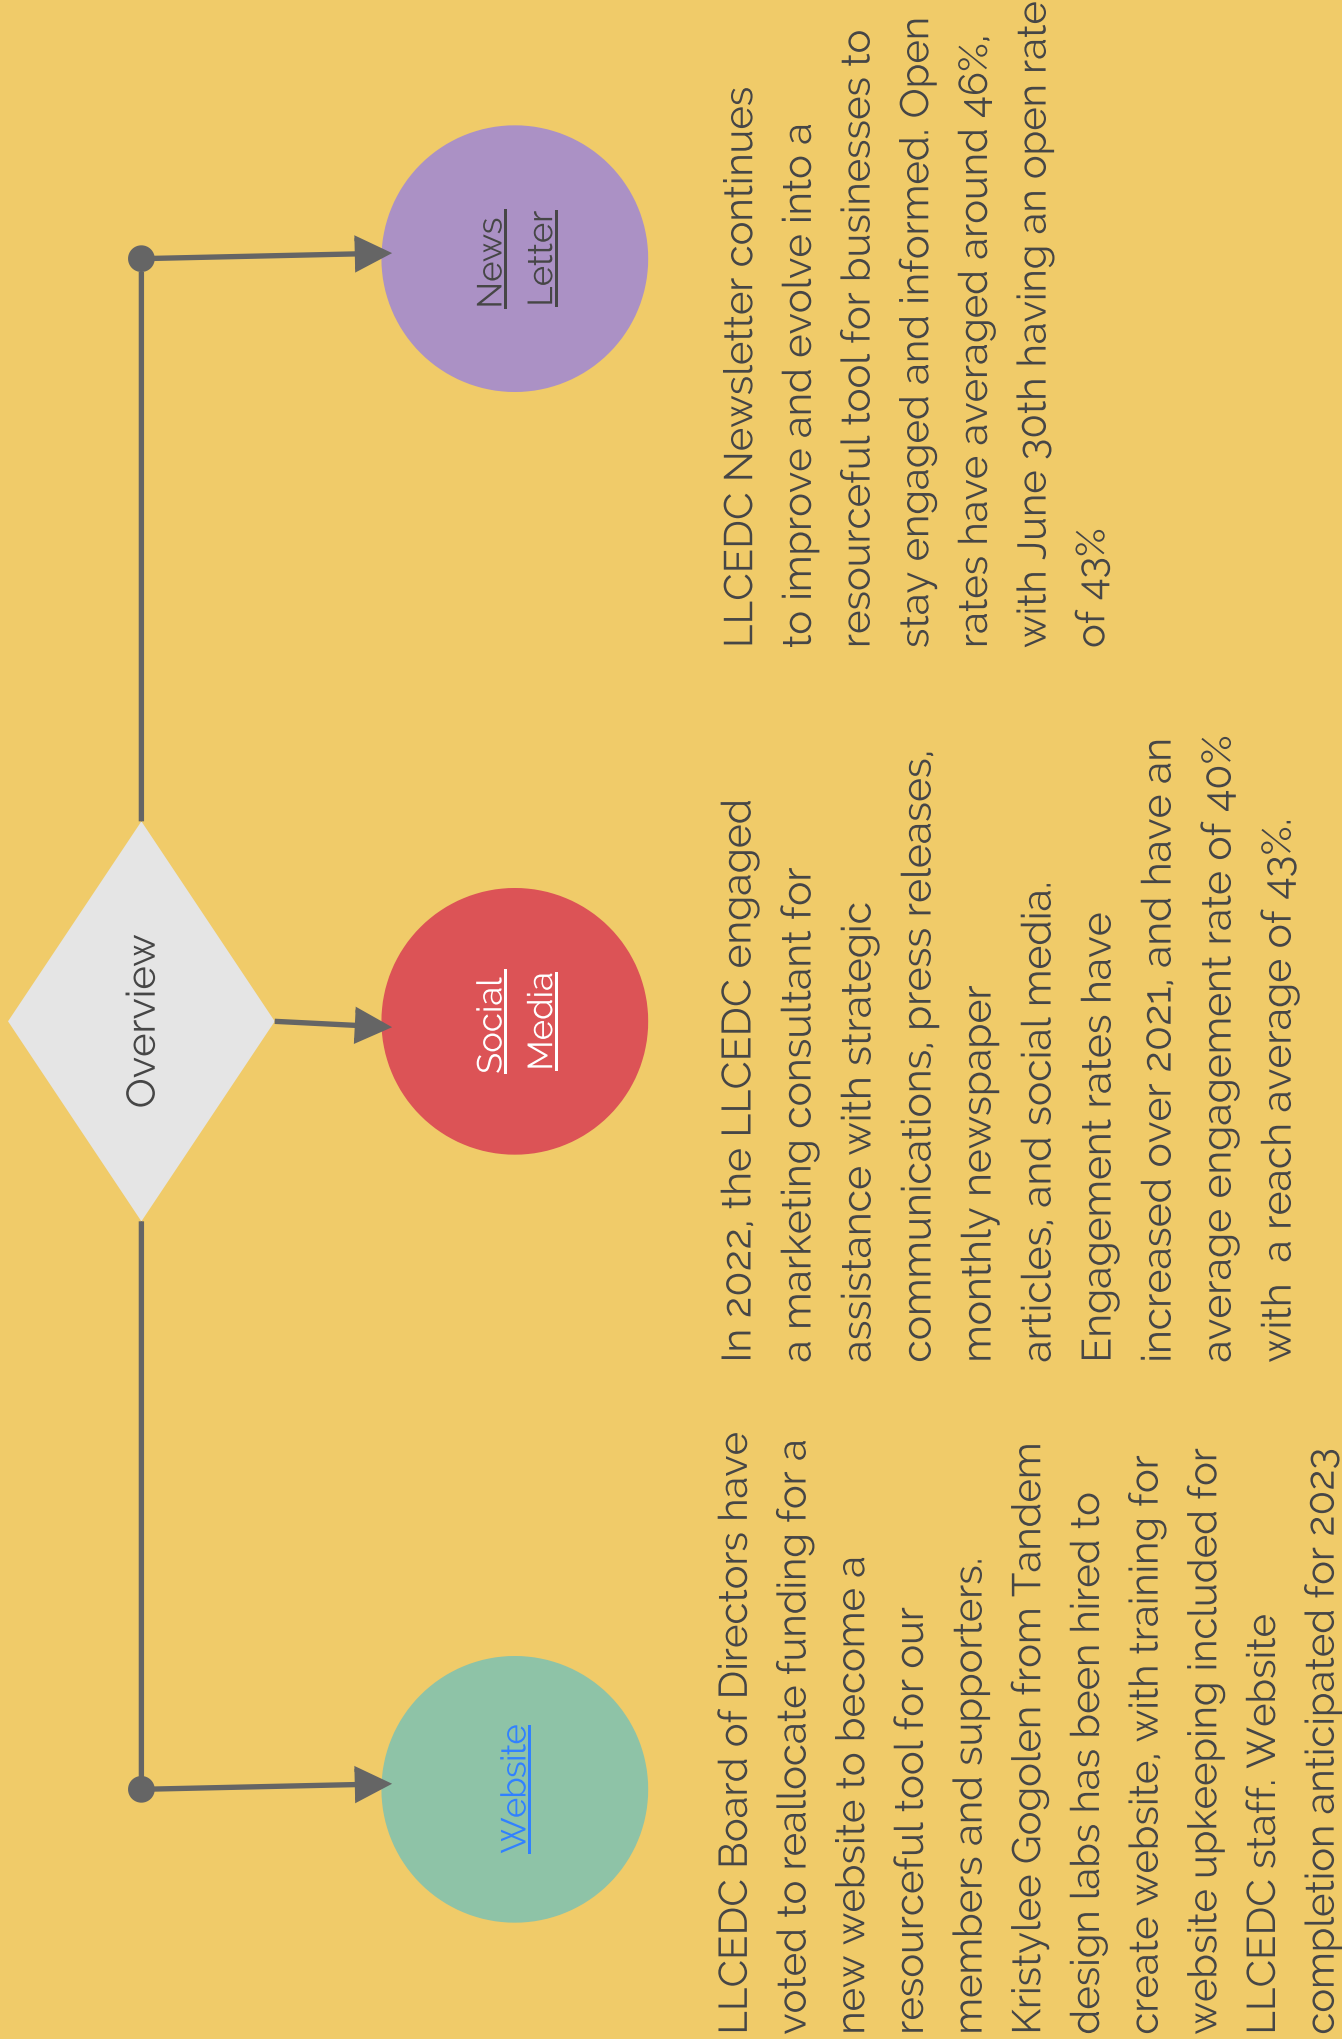 Overview
Website
LLCEDC Board of Directors have
voted to reallocate funding for a
new website to become a
resourceful tool for our
members and supporters.
Kristylee Gogolen from Tandem
design labs has been hired to
create website, with training for
website upkeeping included for
LLCEDC staff. Website
completion anticipated for 2023
Social
Media
In 2022, the LLCEDC engaged
a marketing consultant for
assistance with strategic
communications, press releases,
monthly newspaper
articles, and social media.
Engagement rates have
increased over 2021, and have an
average engagement rate of 40%
with  a reach average of 43%.
News
Letter
LLCEDC Newsletter continues
to improve and evolve into a
resourceful tool for businesses to
stay engaged and informed. Open
rates have averaged around 46%,
with June 30th having an open rate
of 43%